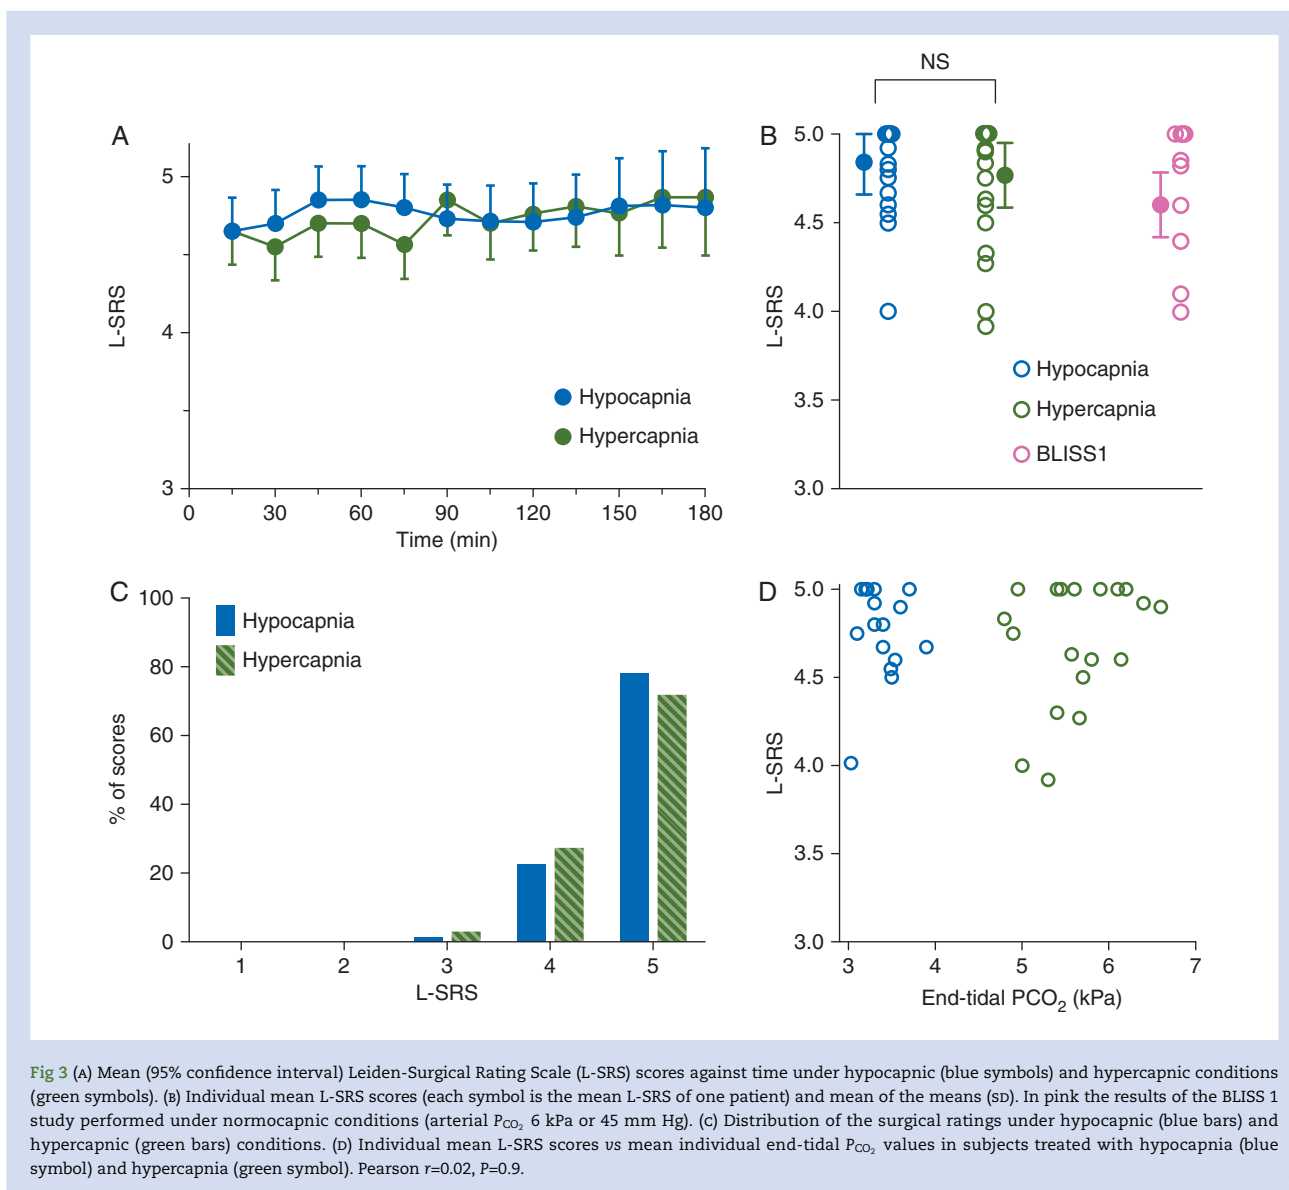 NS
A
5
4
3
L-SRS
0 30 60 90 120 150 180
Time (min)
Hypocapnia
Hypercapnia
B
5.0
4.5
4.0
3.5
3.0
L-SRS
Hypocapnia
Hypercapnia
BLISS1
C
100
80
60
40
20
0
% of scores
Hypocapnia
Hypercapnia
1 2 3 4 5
L-SRS
D
5.0
4.5
4.0
3.5
3.0
L-SRS
3 4 5 6 7
End-tidal PCO₂ (kPa)
Fig 3 (A) Mean (95% confidence interval) Leiden-Surgical Rating Scale (L-SRS) scores against time under hypocapnic (blue symbols) and hypercapnic conditions
(green symbols). (B) Individual mean L-SRS scores (each symbol is the mean L-SRS of one patient) and mean of the means (SD). In pink the results of the BLISS 1
study performed under normocapnic conditions (arterial PCO₂ 6 kPa or 45 mm Hg). (C) Distribution of the surgical ratings under hypocapnic (blue bars) and
hypercapnic (green bars) conditions. (D) Individual mean L-SRS scores vs mean individual end-tidal PCO₂ values in subjects treated with hypocapnia (blue
symbol) and hypercapnia (green symbol). Pearson r=0.02, P=0.9.